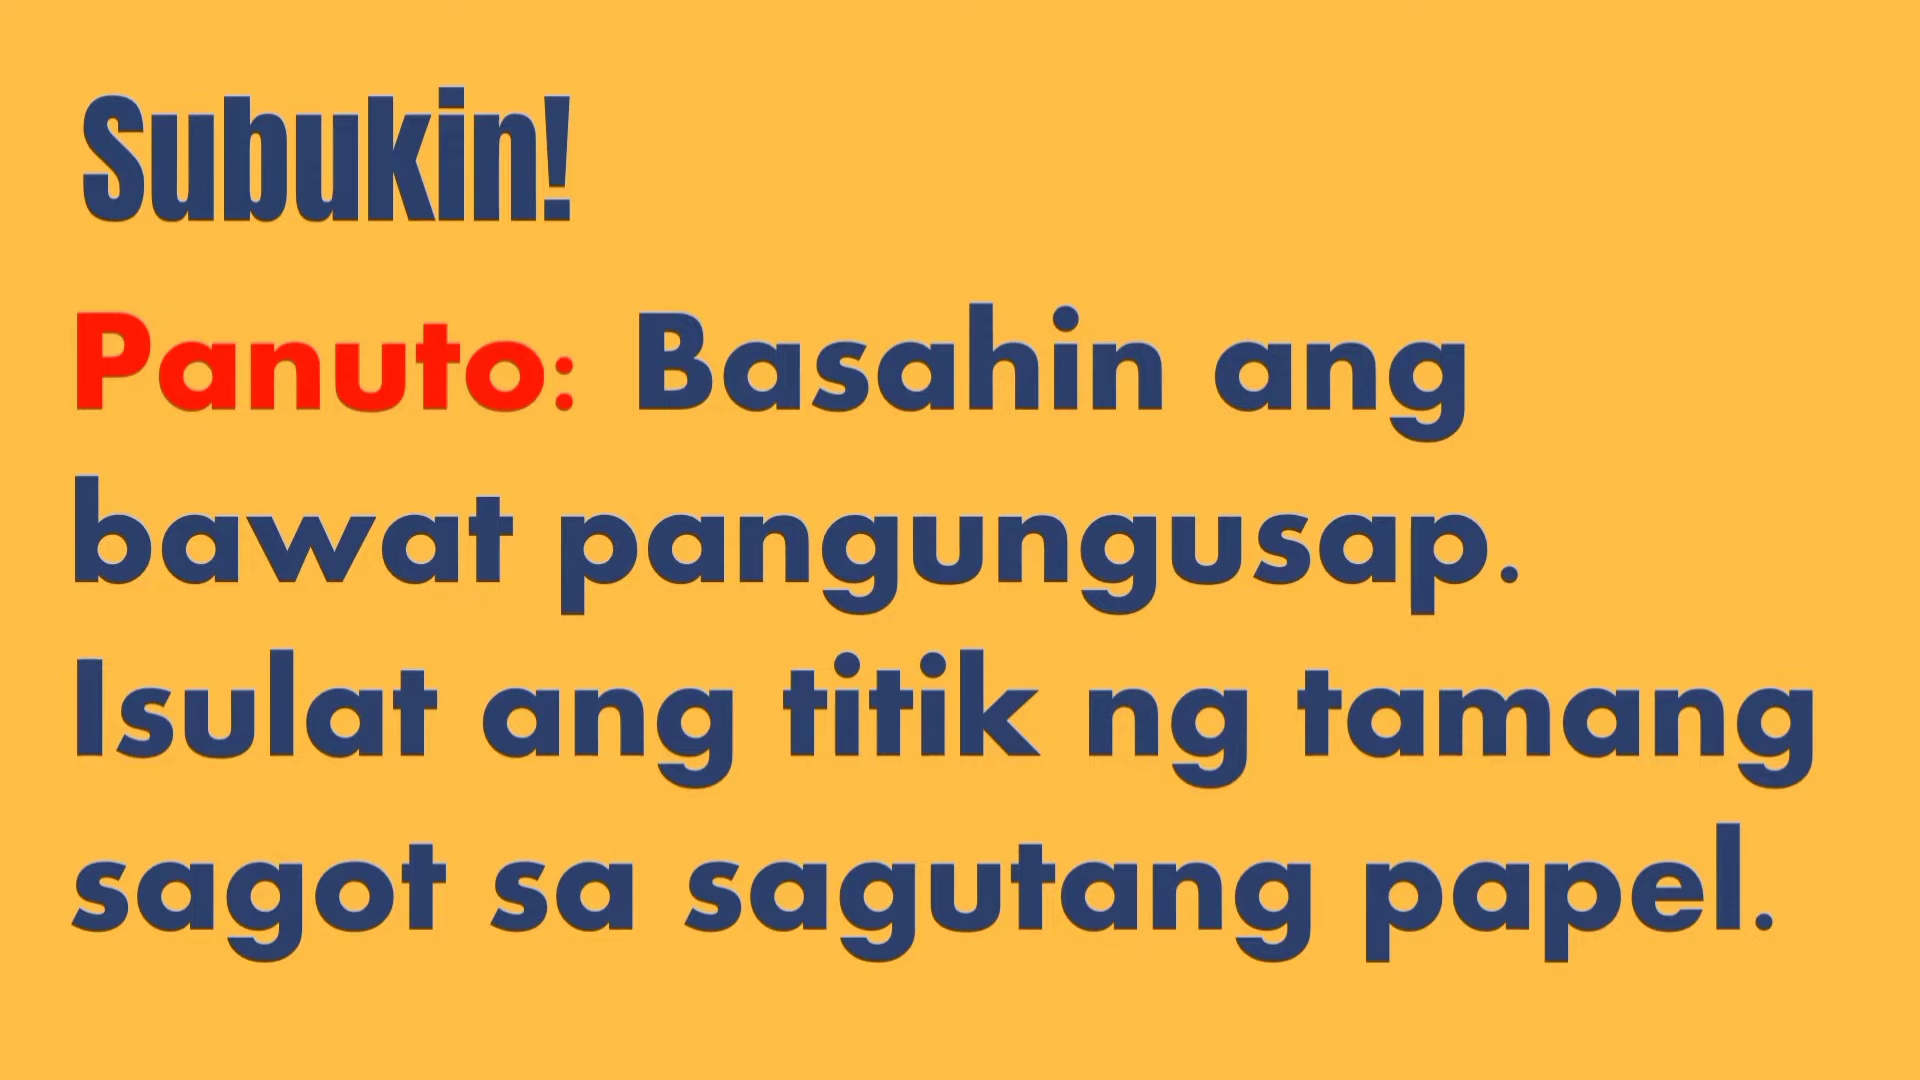 Subukin!
Panuto: Basahin ang
bawat pangungusap.
Isulat ang titik ng tamang
sagot sa sagutang papel.